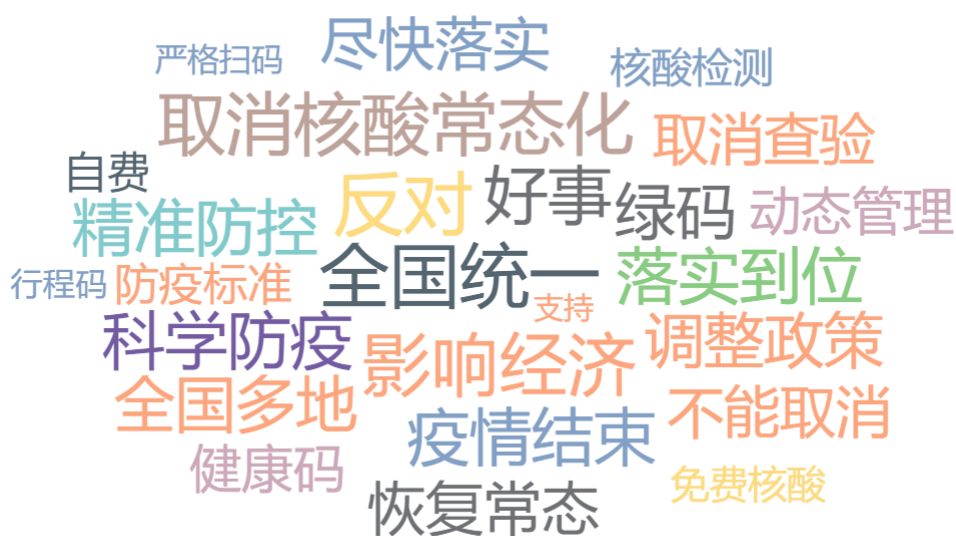 尽快落实
严格扫码
核酸检测
取消核酸常态化
取消查验
自费
反对
好事
绿码
动态管理
精准防控
全国统一
落实到位
行程码
防疫标准
支持
科学防疫
影响经济
调整政策
全国多地
疫情结束
不能取消
健康码
免费核酸
恢复常态